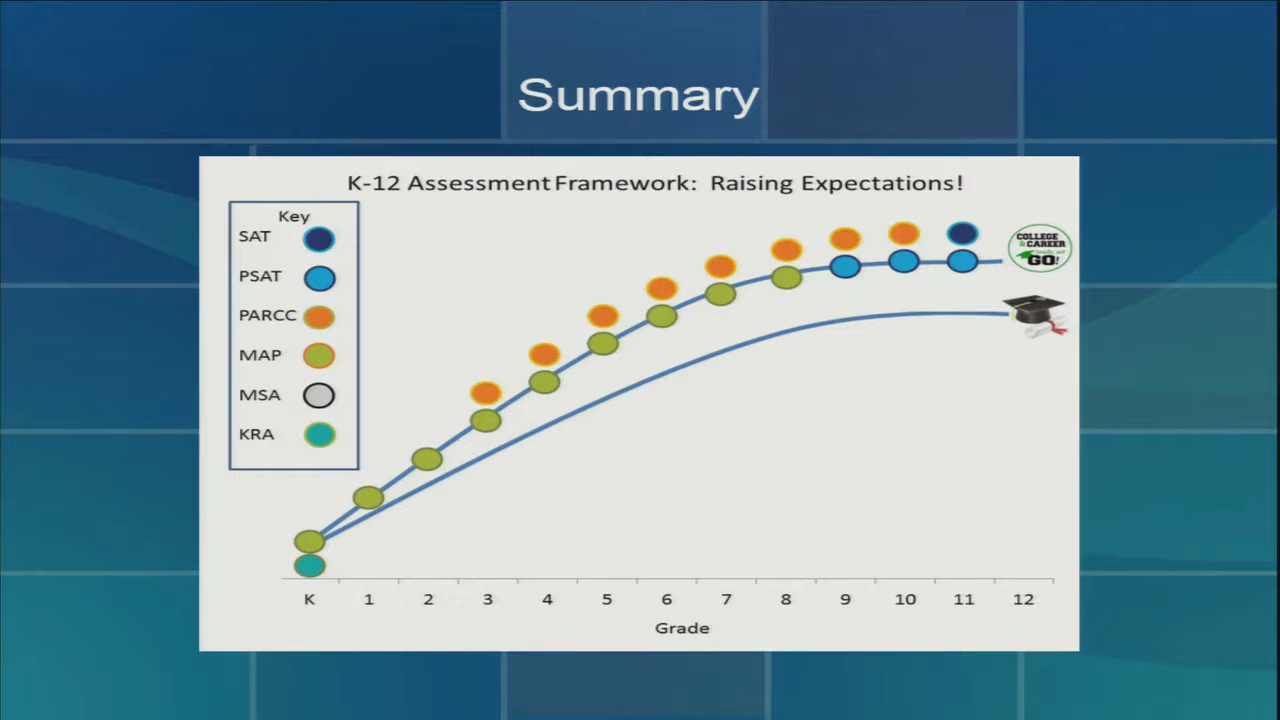 Summary
K-12 Assessment Framework: Raising Expectations!
Key
SAT
PSAT
PARCC
MAP
MSA
KRA
COLLEGE
& CAREER
GO!
K 1 2 3 4 5 6 7 8 9 10 11 12
Grade